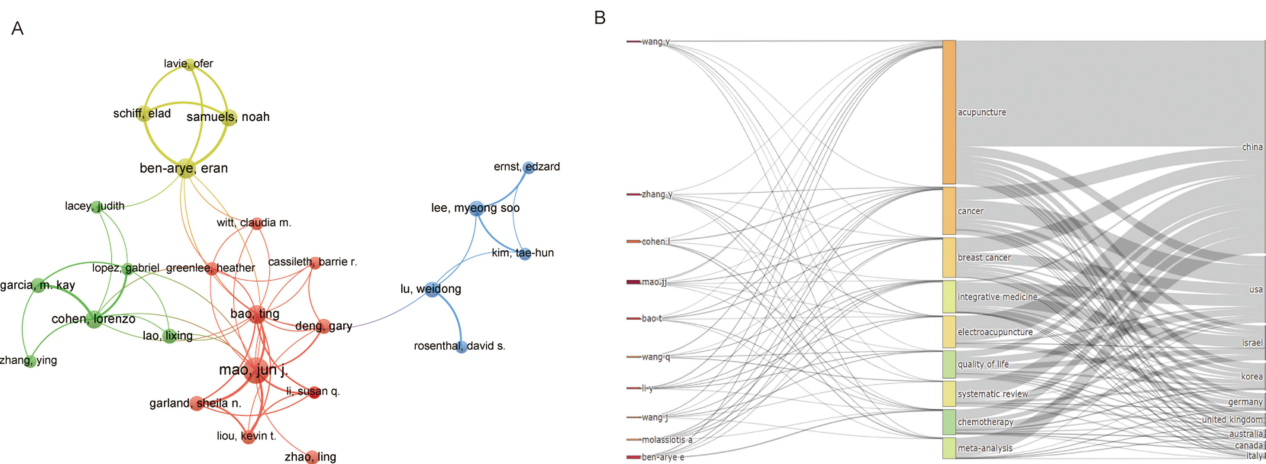 A
lavie, ofer
schiff, elad
samuels, noah
ben-arye, eran
ernst, edzard
lee, myeong soo
kim, tae-hun
lacey, judith
witt, claudia m.
lopez, gabriel
greenlee, heather
cassileth, barrie r.
garcia, m. kay
lu, weidong
cohen, lorenzo
bao, ting
deng, gary
lao, lixing
rosenthal, david s.
zhang, ying
mao, jun j.
li, susan q.
garland, sheila n.
liou, kevin t.
zhao, ling
B
wang y
zhang y
cohen l
mao jj
bao t
wang q
li y
wang j
molassiotis a
ben-arye e
acupuncture
cancer
breast cancer
integrative medicine
electroacupuncture
quality of life
systematic review
chemotherapy
meta-analysis
china
usa
israel
korea
germany
united kingdom
australia
canada
italy